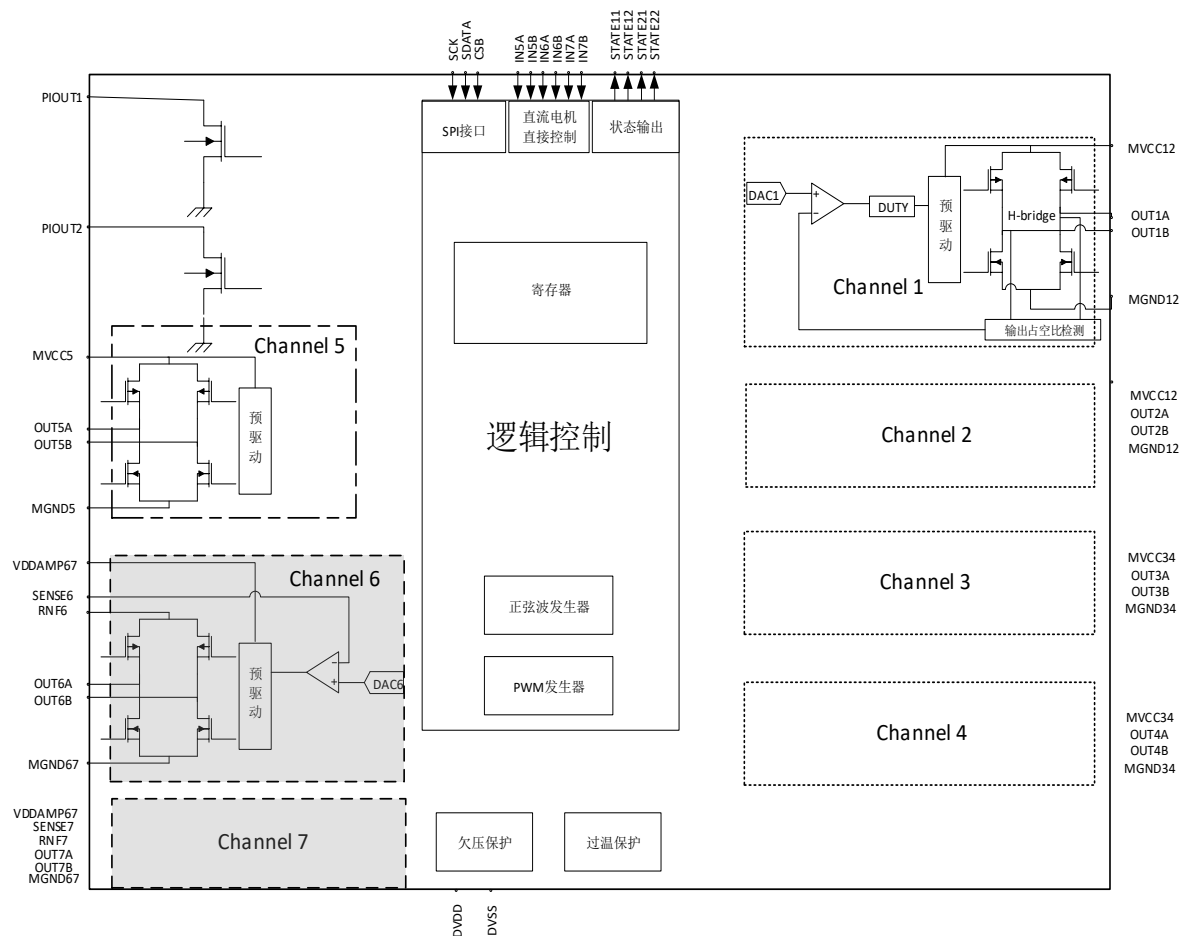 SCK
SDATA
CSB
IN5A
IN5B
IN6A
IN6B
IN7A
IN7B
STATE11
STATE12
STATE21
STATE22
PIOUT1
SPI接口
直流电机
直接控制
状态输出
PIOUT2
寄存器
逻辑控制
正弦波发生器
PWM发生器
MVCC5
OUT5A
OUT5B
MGND5
Channel 5
预驱动
VDDAMP67
SENSE6
RNF6
OUT6A
OUT6B
MGND67
Channel 6
预驱动
DAC6
VDDAMP67
SENSE7
RNF7
OUT7A
OUT7B
MGND67
Channel 7
欠压保护
过温保护
DVDD
DVSS
DAC1
DUTY
预驱动
H-bridge
Channel 1
输出占空比检测
MVCC12
OUT1A
OUT1B
MGND12
Channel 2
MVCC12
OUT2A
OUT2B
MGND12
Channel 3
MVCC34
OUT3A
OUT3B
MGND34
Channel 4
MVCC34
OUT4A
OUT4B
MGND34